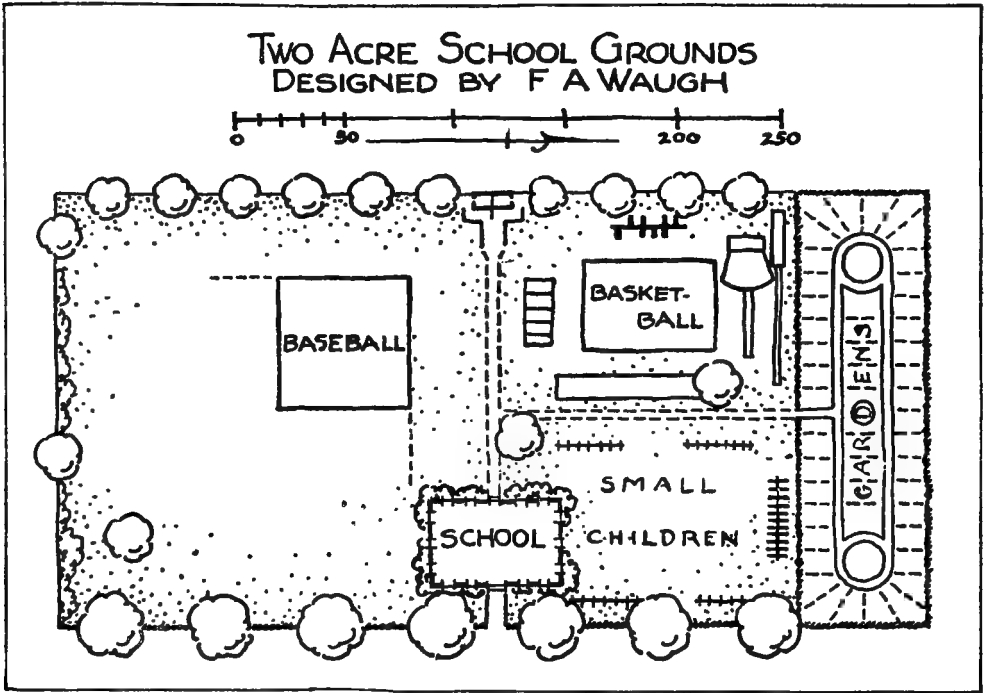 TWO ACRE SCHOOL GROUNDS
DESIGNED BY F A WAUGH
0 50 200 250
BASKET-
BALL
BASEBALL
GARDENS
SMALL
SCHOOL
CHILDREN